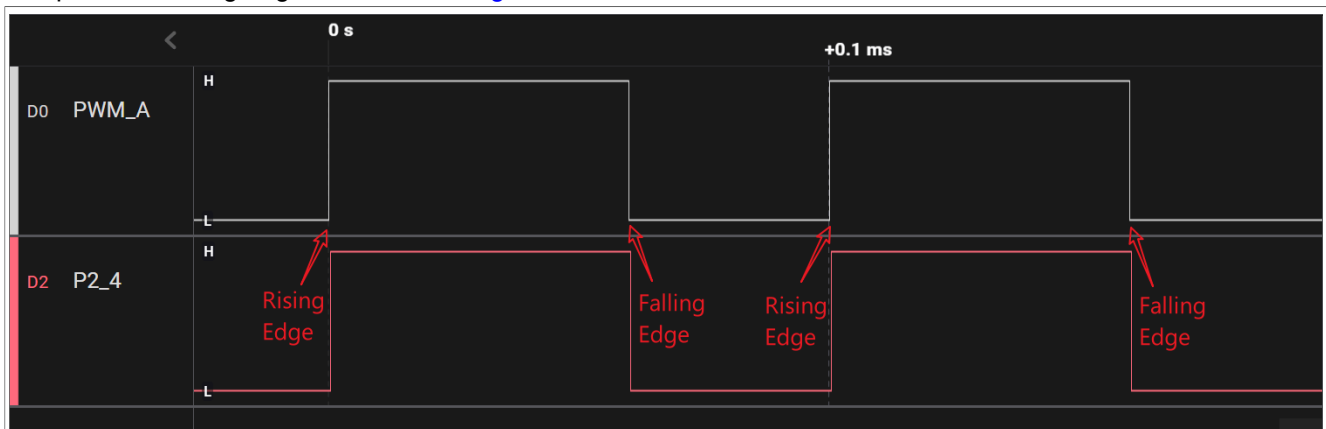 0 s
+0.1 ms
H
D0 PWM_A
L
H
D2 P2_4
Rising
Edge
Falling
Edge
Rising
Edge
Falling
Edge
L